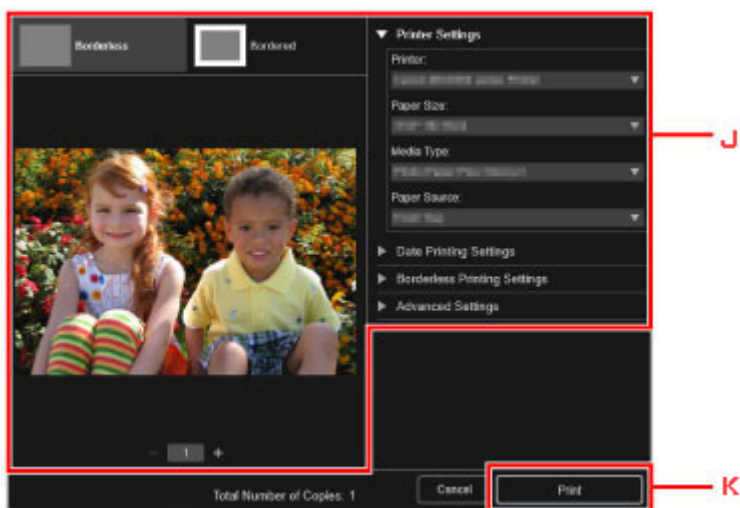 Borderless
Bordered
Printer Settings
Printer:
Paper Size:
Media Type:
Paper Source:
Date Printing Settings
Borderless Printing Settings
Advanced Settings
J
1
Total Number of Copies: 1
Cancel
Print
K